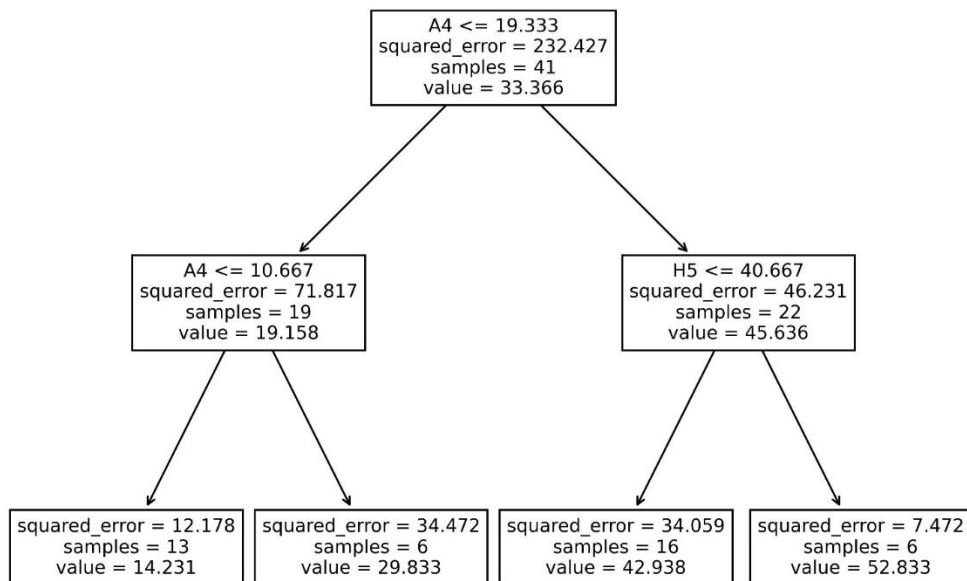 A4 <= 19.333
squared_error = 232.427
samples = 41
value = 33.366
A4 <= 10.667
squared_error = 71.817
samples = 19
value = 19.158
H5 <= 40.667
squared_error = 46.231
samples = 22
value = 45.636
squared_error = 12.178
samples = 13
value = 14.231
squared_error = 34.472
samples = 6
value = 29.833
squared_error = 34.059
samples = 16
value = 42.938
squared_error = 7.472
samples = 6
value = 52.833